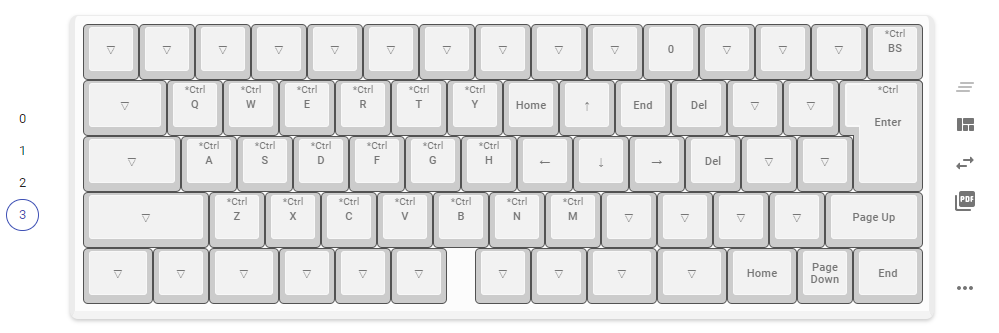 *Ctrl
▽ ▽ ▽ ▽ ▽ ▽ ▽ ▽ ▽ ▽ 0 ▽ ▽ ▽ BS
*Ctrl *Ctrl *Ctrl *Ctrl *Ctrl *Ctrl *Ctrl
▽ Q W E R T Y Home ↑ End Del ▽ ▽ Enter
0
*Ctrl *Ctrl *Ctrl *Ctrl *Ctrl *Ctrl
1 ▽ A S D F G H ← ↓ → Del ▽ ▽
2
*Ctrl *Ctrl *Ctrl *Ctrl *Ctrl *Ctrl *Ctrl
3 ▽ Z X C V B N M ▽ ▽ ▽ ▽ Page Up
PDF
▽ ▽ ▽ ▽ ▽ ▽ ▽ ▽ ▽ Home Page Down End